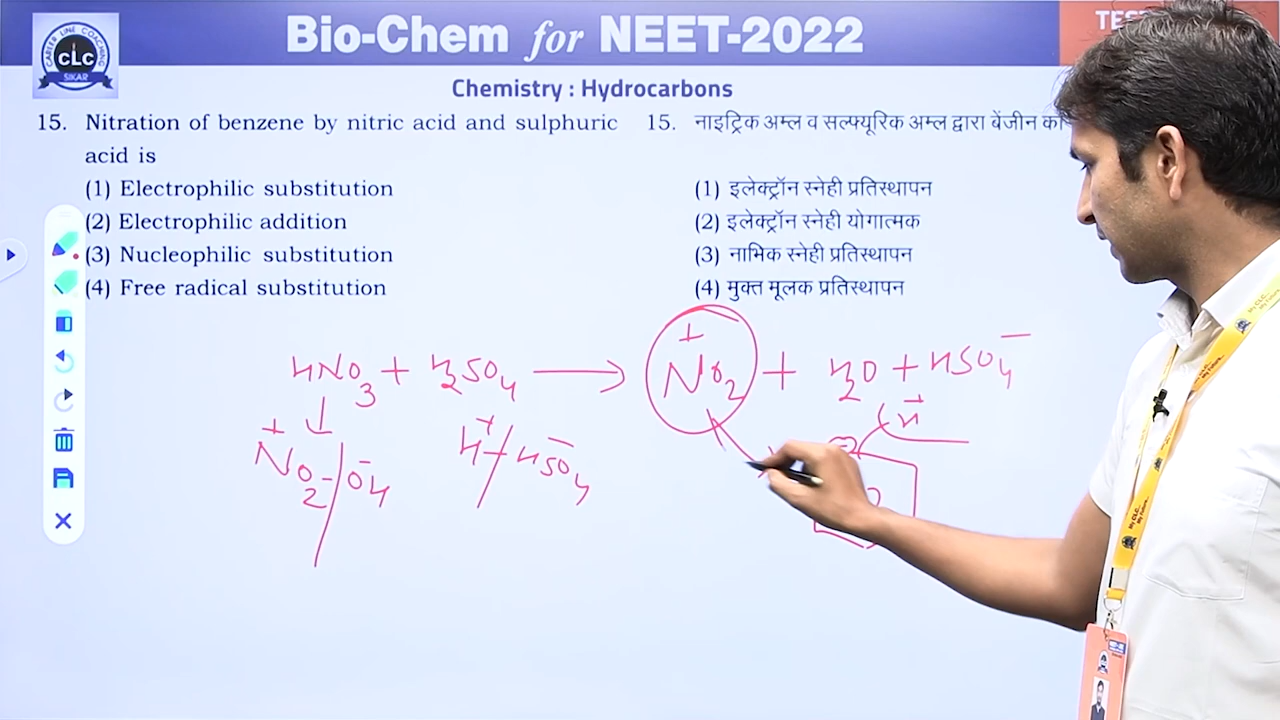 Bio-Chem for NEET-2022
TEST
CAREER LINE COACHING
CLC
SIKAR
Chemistry : Hydrocarbons
15. Nitration of benzene by nitric acid and sulphuric
acid is
(1) Electrophilic substitution
(2) Electrophilic addition
(3) Nucleophilic substitution
(4) Free radical substitution
15. नाइट्रिक अम्ल व सल्फ्यूरिक अम्ल द्वारा बेंजीन का
(1) इलेक्ट्रॉन स्नेही प्रतिस्थापन
(2) इलेक्ट्रॉन स्नेही योगात्मक
(3) नाभिक स्नेही प्रतिस्थापन
(4) मुक्त मूलक प्रतिस्थापन
HNO3 + H2SO4 → N+O2 + H2O + HSO4−
N+O2 - O−H H+ - HSO4−
H+